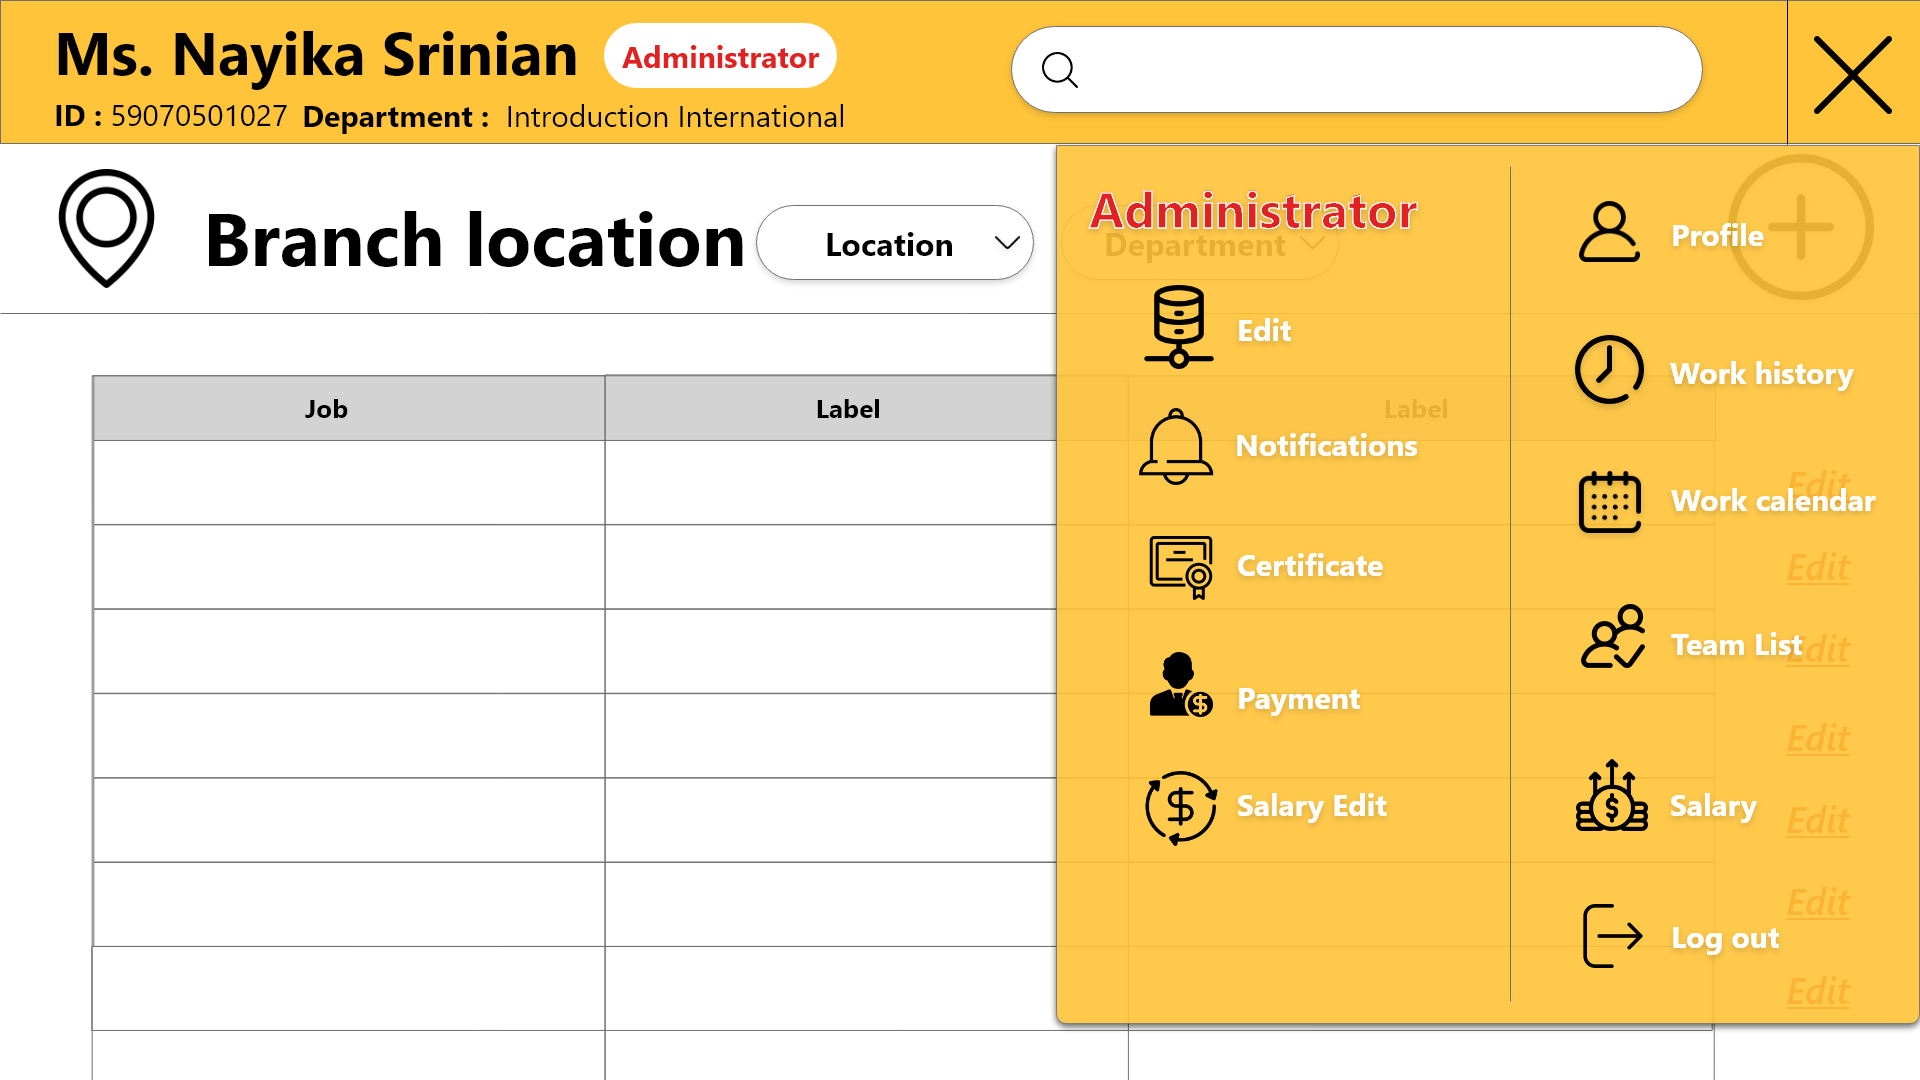 Ms. Nayika Srinian Administrator
ID : 59070501027 Department : Introduction International
Branch location Location Department
Administrator
Edit
Notifications
Certificate
Payment
Salary Edit
Profile
Work history
Work calendar
Team List
Salary
Log out
Job Label Label
Edit
Edit
Edit
Edit
Edit
Edit
Edit